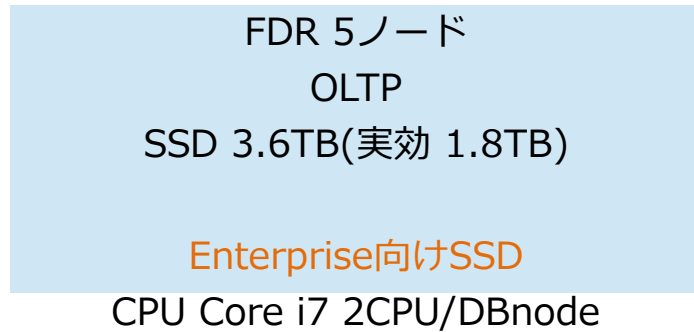 FDR 5ノード
OLTP
SSD 3.6TB(実効 1.8TB)
Enterprise向けSSD
CPU Core i7 2CPU/DBnode